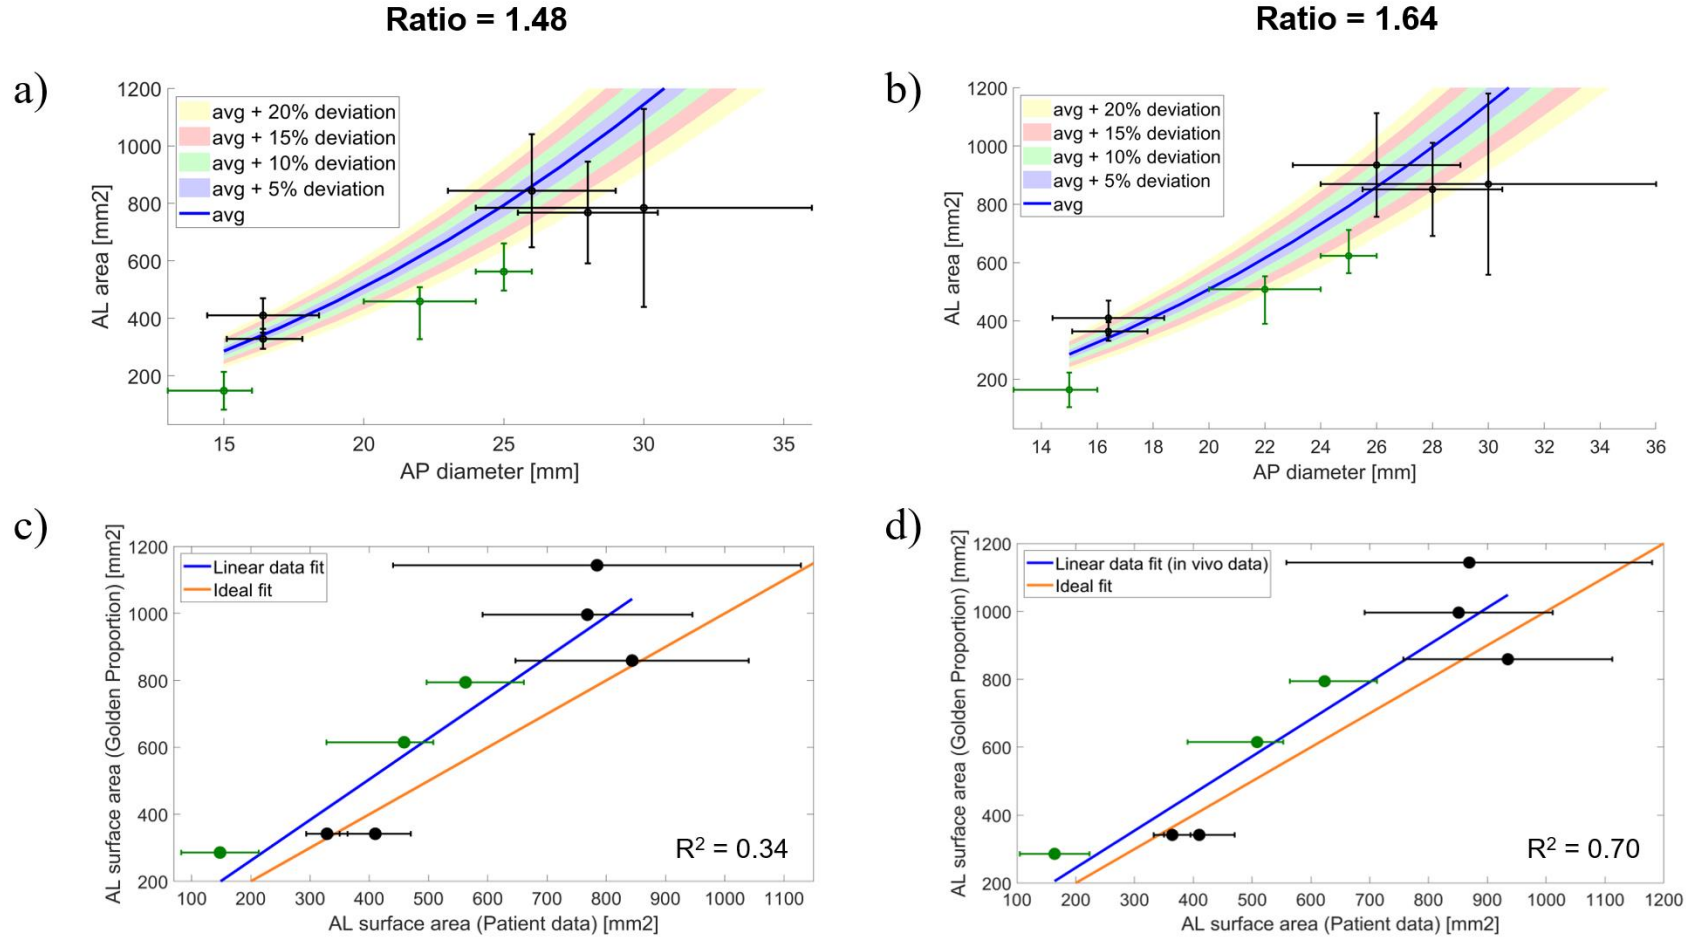 Ratio = 1.48
Ratio = 1.64
a)
1200
1000
800
600
400
200
AL area [mm2]
avg + 20% deviation
avg + 15% deviation
avg + 10% deviation
avg + 5% deviation
avg
15
20
25
30
35
AP diameter [mm]
b)
1200
1000
800
600
400
200
AL area [mm2]
avg + 20% deviation
avg + 15% deviation
avg + 10% deviation
avg + 5% deviation
avg
14
16
18
20
22
24
26
28
30
32
34
36
AP diameter [mm]
c)
1200
1000
800
600
400
200
AL surface area (Golden Proportion) [mm2]
Linear data fit
Ideal fit
R² = 0.34
100
200
300
400
500
600
700
800
900
1000
1100
AL surface area (Patient data) [mm2]
d)
1200
1000
800
600
400
200
AL surface area (Golden Proportion) [mm2]
Linear data fit (in vivo data)
Ideal fit
R² = 0.70
100
200
300
400
500
600
700
800
900
1000
1100
1200
AL surface area (Patient data) [mm2]